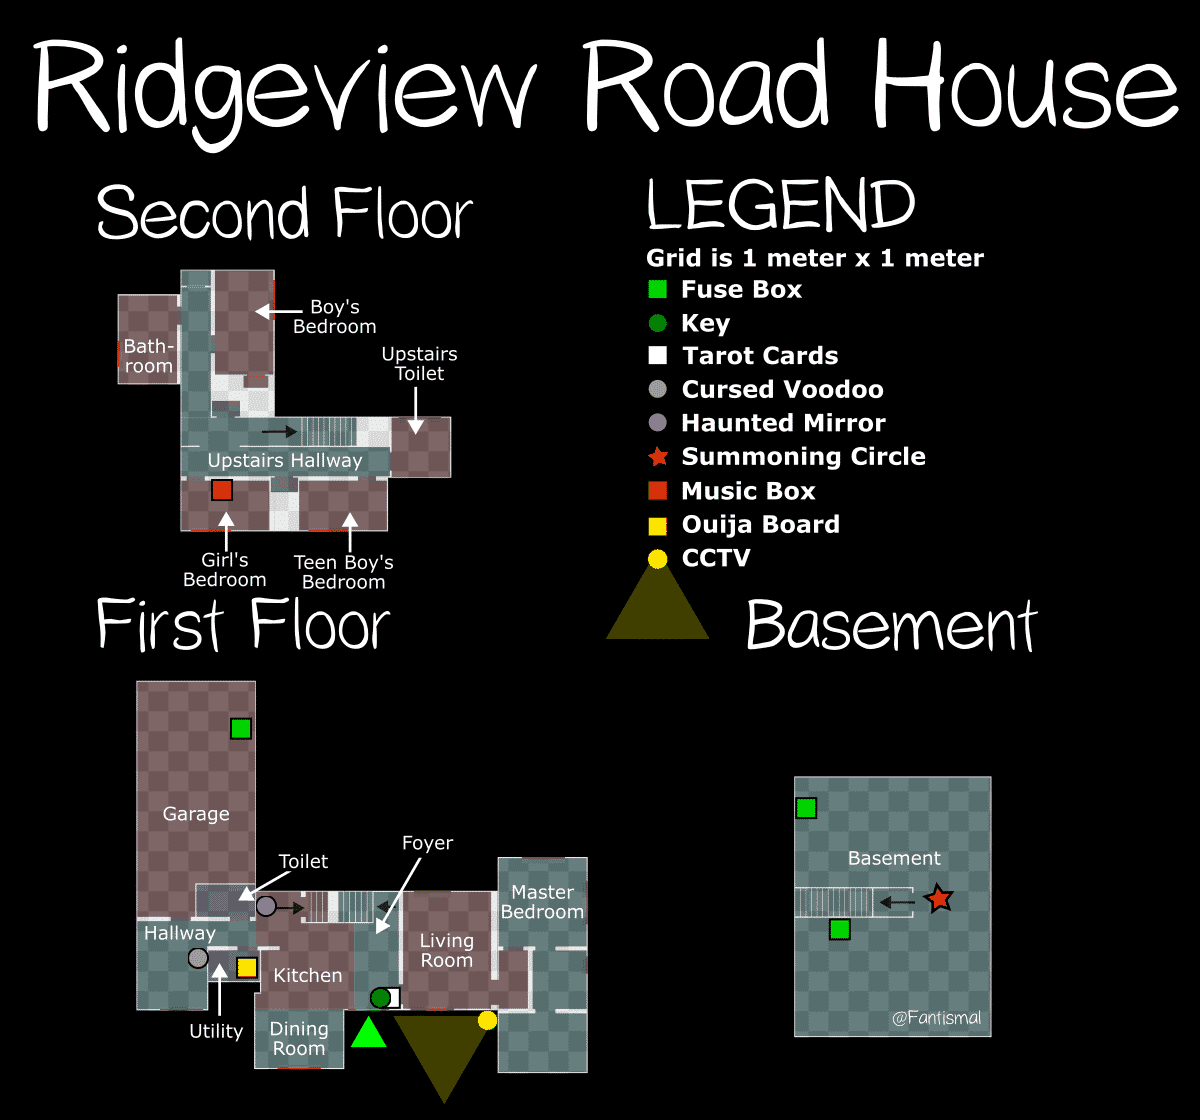 Ridgeview Road House
Second Floor
Boy's
Bedroom
Bath-
room
Upstairs
Toilet
Upstairs Hallway
Girl's
Bedroom
Teen Boy's
Bedroom
LEGEND
Grid is 1 meter x 1 meter
Fuse Box
Key
Tarot Cards
Cursed Voodoo
Haunted Mirror
Summoning Circle
Music Box
Ouija Board
CCTV
First Floor
Garage
Toilet
Foyer
Hallway
Master
Bedroom
Living
Room
Kitchen
Utility
Dining
Room
Basement
Basement
@Fantismal